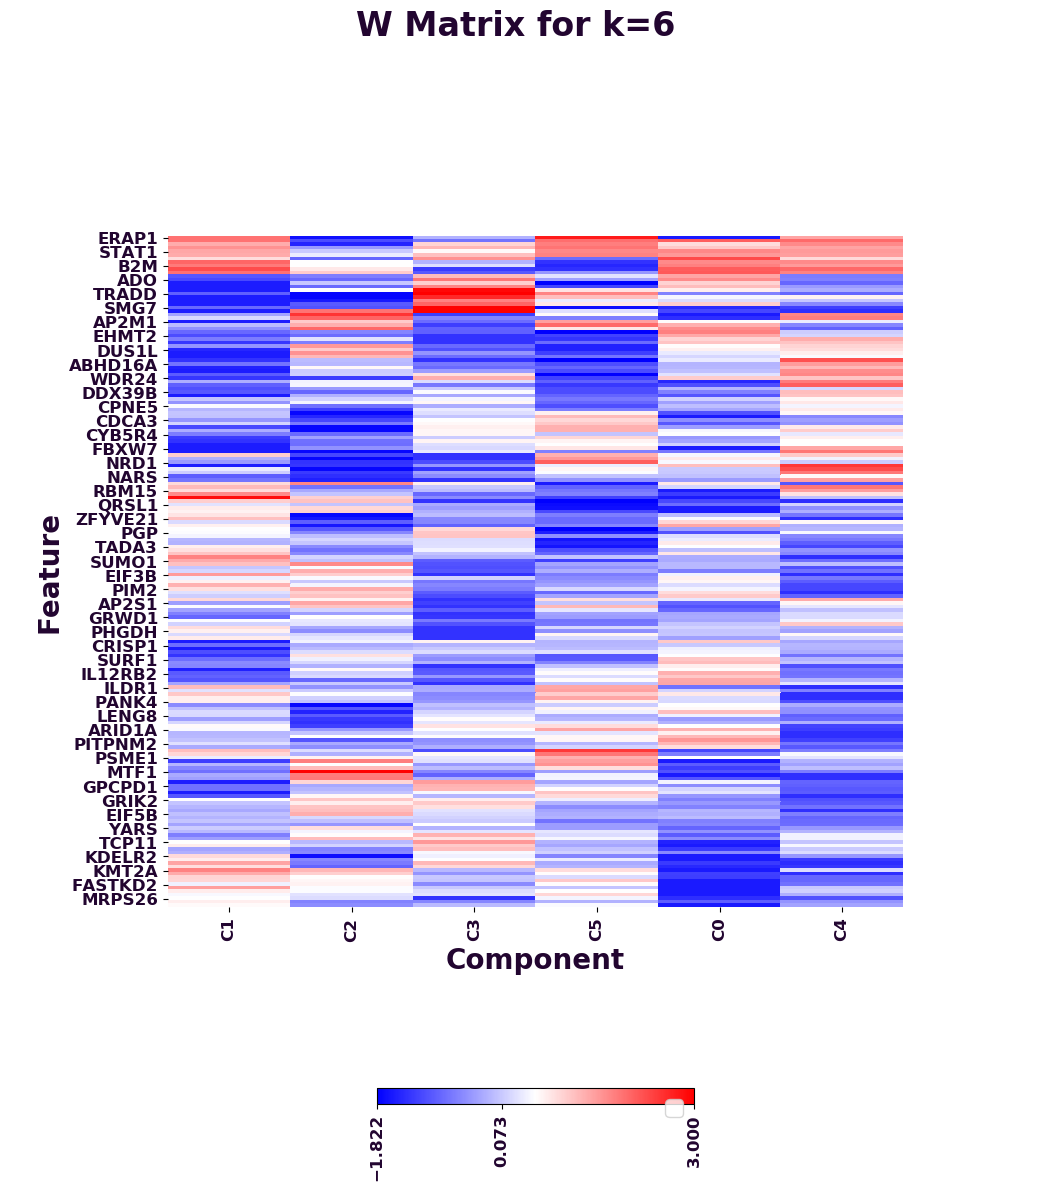 W Matrix for k=6
ERAP1
STAT1
B2M
ADO
TRADD
SMG7
AP2M1
EHMT2
DUS1L
ABHD16A
WDR24
DDX39B
CPNE5
CDCA3
CYB5R4
FBXW7
NRD1
NARS
RBM15
QRSL1
ZFYVE21
PGP
TADA3
SUMO1
EIF3B
PIM2
AP2S1
GRWD1
PHGDH
CRISP1
SURF1
IL12RB2
ILDR1
PANK4
LENG8
ARID1A
PITPNM2
PSME1
MTF1
GPCPD1
GRIK2
EIF5B
YARS
TCP11
KDELR2
KMT2A
FASTKD2
MRPS26
Feature
C1 C2 C3 C5 C0 C4
Component
−1.822 0.073 3.000